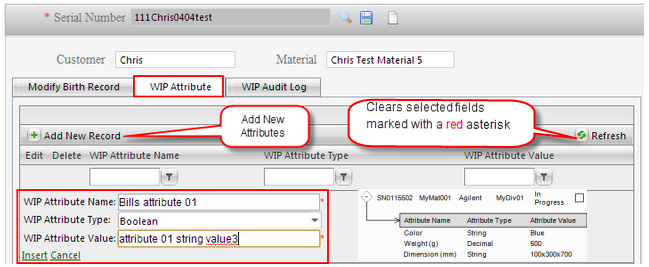 * Serial Number 111Chris0404test
Customer Chris Material Chris Test Material 5
Modify Birth Record WIP Attribute WIP Audit Log
Add New Attributes
Clears selected fields marked with a red asterisk
Add New Record Refresh
Edit Delete WIP Attribute Name WIP Attribute Type WIP Attribute Value
WIP Attribute Name: Bills attribute 01 *
WIP Attribute Type: Boolean
WIP Attribute Value: attribute 01 string value3 *
Insert Cancel
SN0115502 MyMat001 Agilent MyDiv01 In Progress
Attribute Name Attribute Type Attribute Value
Color String Blue
Weight (g) Decimal 500
Dimension (mm) String 100x300x700